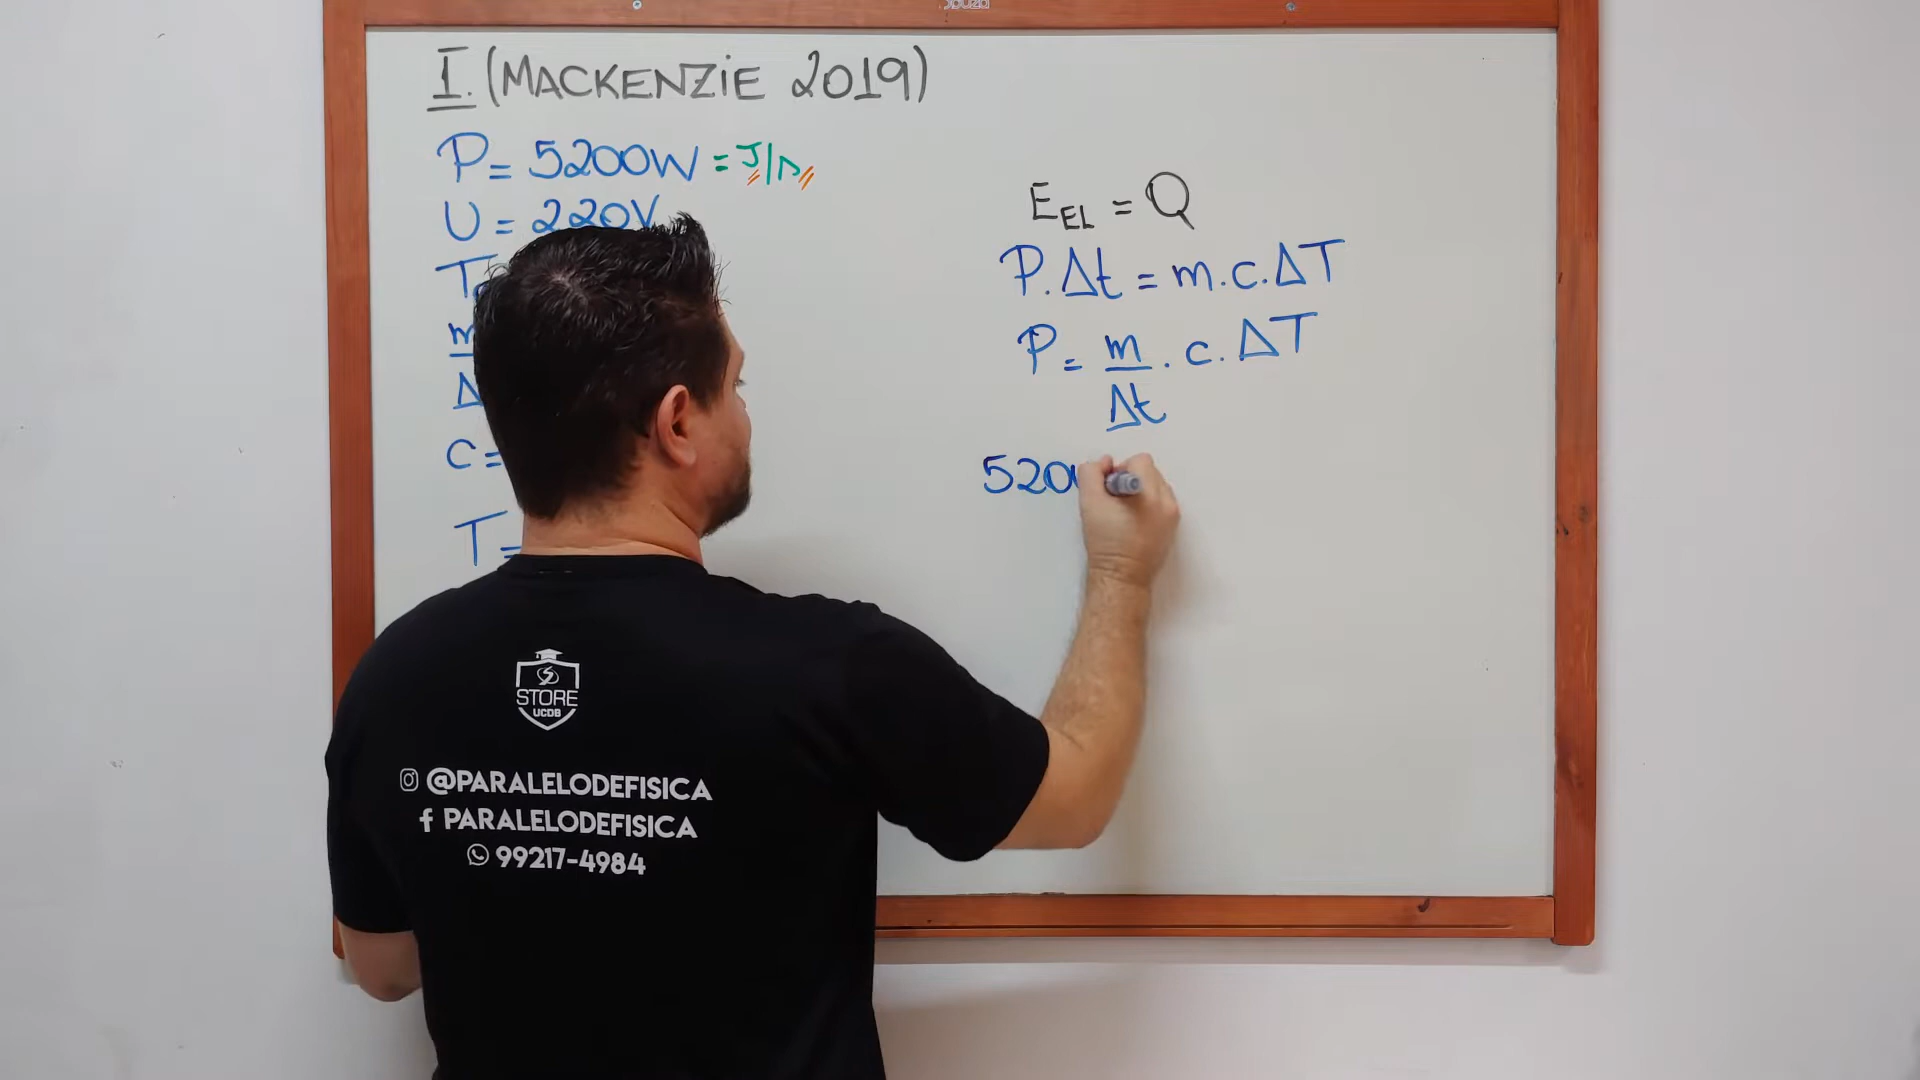 I. (MACKENZIE 2019)
P = 5200W = J/s
U = 220V
T
m
Δ
c =
T =
E_EL = Q
P.Δt = m.c.ΔT
P = m/Δt . c.ΔT
520
STORE
UCDB
@PARALELODEFISICA
f PARALELODEFISICA
99217-4984